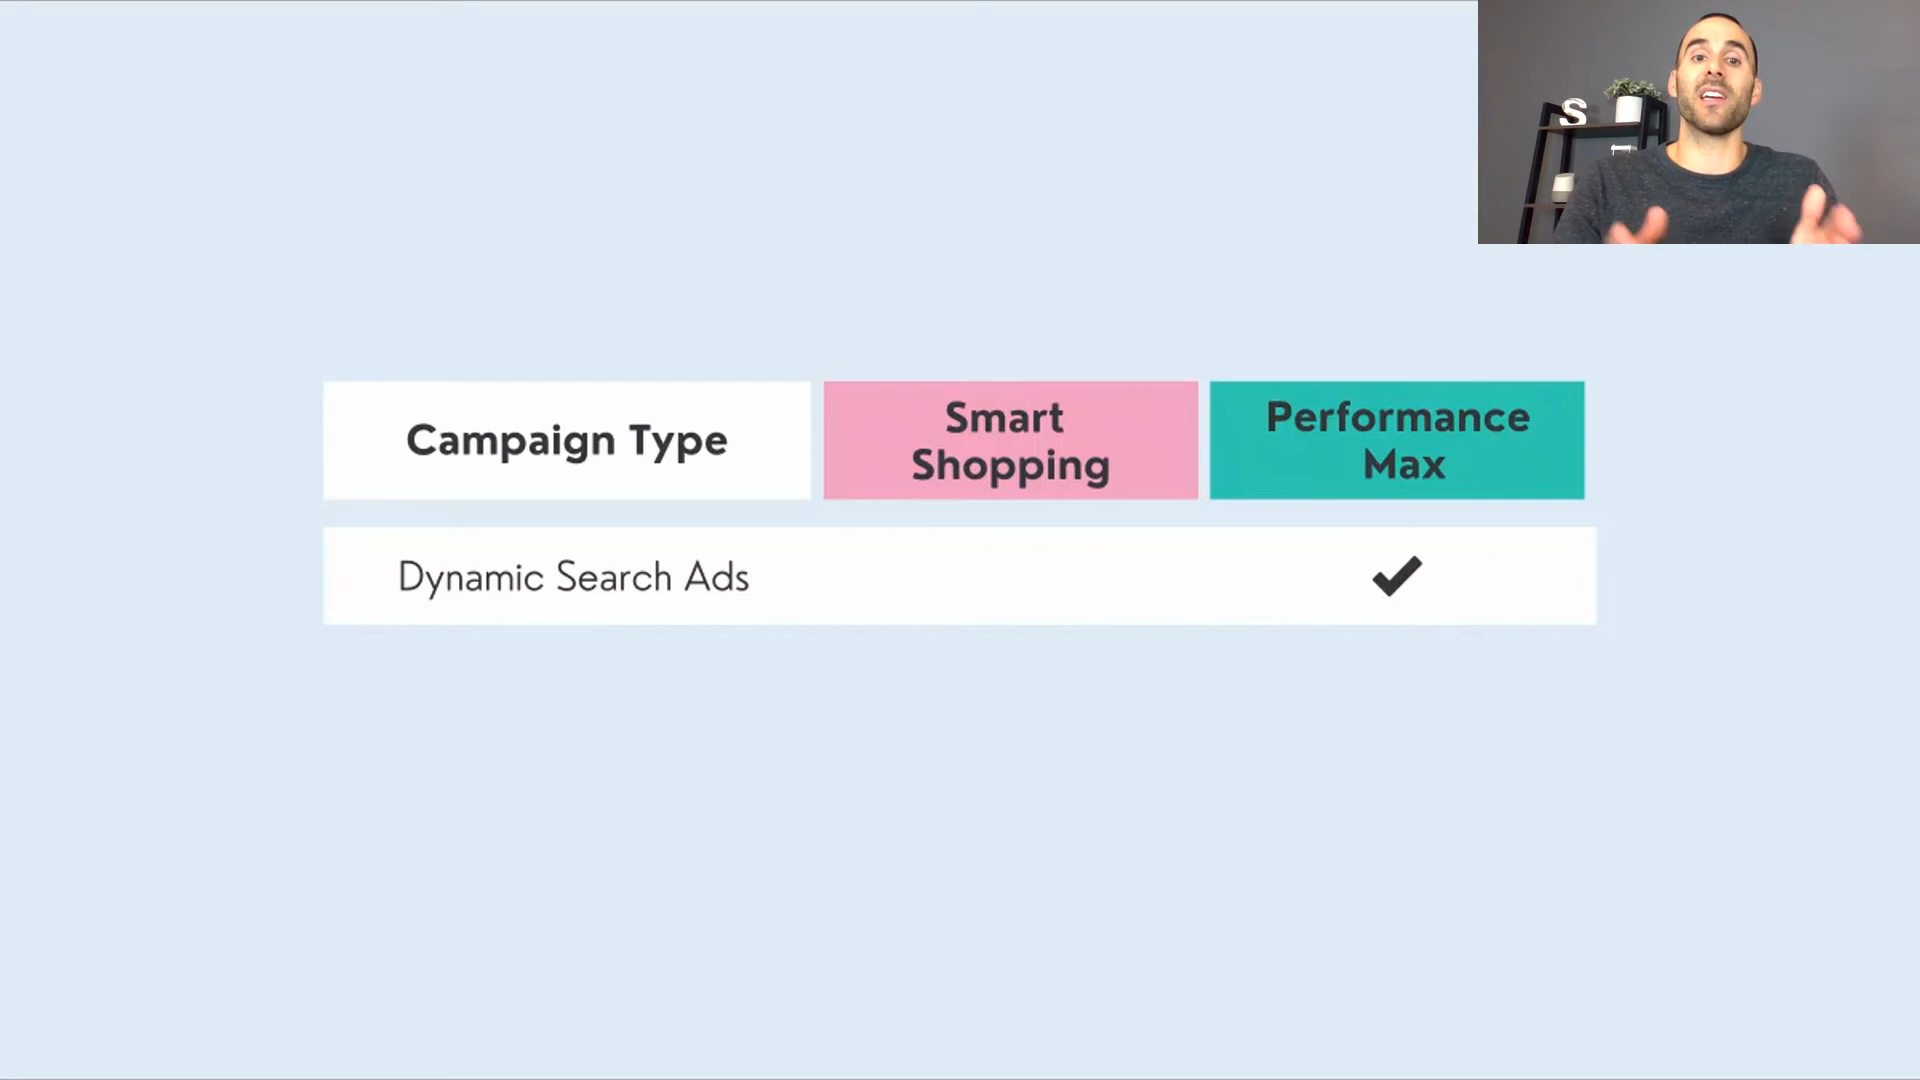 Campaign Type
Smart
Shopping
Performance
Max
Dynamic Search Ads
S